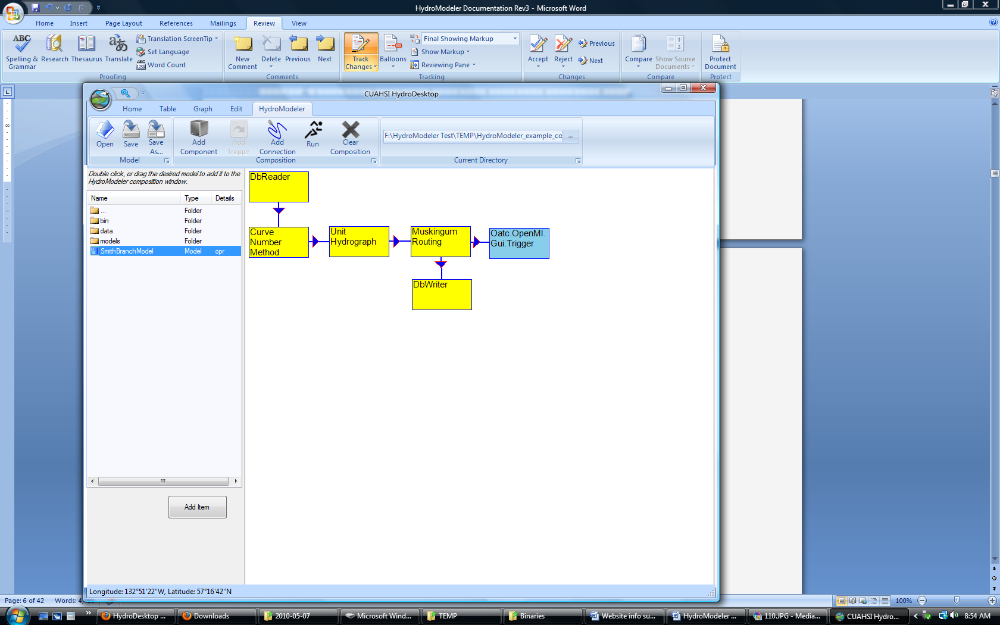 HydroModeler Documentation Rev3 - Microsoft Word
Home Insert Page Layout References Mailings Review View
ABC
Spelling & Grammar
Research
Thesaurus
Translate
Translation ScreenTip
Set Language
Word Count
Proofing
New Comment
Delete
Previous
Next
Comments
Track Changes
Balloons
Final Showing Markup
Show Markup
Reviewing Pane
Tracking
Accept
Reject
Previous
Next
Changes
Compare
Show Source Documents
Compare
Protect Document
Protect
CUAHSI HydroDesktop
Home Table Graph Edit HydroModeler
Open
Save
Save As...
Model
Add Component
Add Trigger
Add Connection
Run
Clear Composition
Composition
F:\HydroModeler Test\TEMP\HydroModeler_example_co
...
Current Directory
Double click, or drag the desired model to add it to the
HydroModeler composition window.
Name Type Details
... Folder
bin Folder
data Folder
models Folder
SmithBranchModel Model opr
Add Item
DbReader
Curve
Number
Method
Unit
Hydrograph
Muskingum
Routing
Oatc.OpenMI.
Gui.Trigger
DbWriter
Longitude: 132°51'22"W, Latitude: 57°16'42"N
Page: 6 of 42 Words:
100%
HydroDesktop ...
Downloads
2010-05-07
Microsoft Wind...
TEMP
Binaries
Website info su...
HydroModeler ...
110.JPG - Media...
CUAHSI Hydro...
8:54 AM